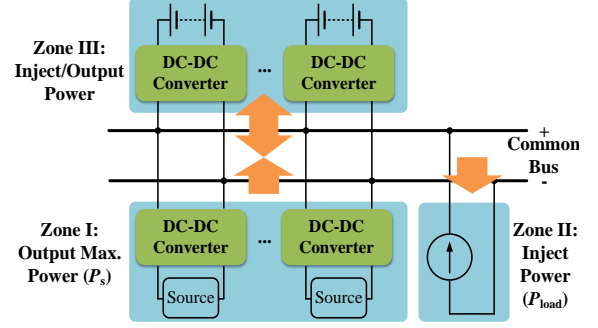 Zone III:
Inject/Output
Power
DC-DC
Converter
...
DC-DC
Converter
+
Common
Bus
-
Zone I:
Output Max.
Power (Ps)
DC-DC
Converter
...
DC-DC
Converter
Source
Source
Zone II:
Inject
Power
(Pload)